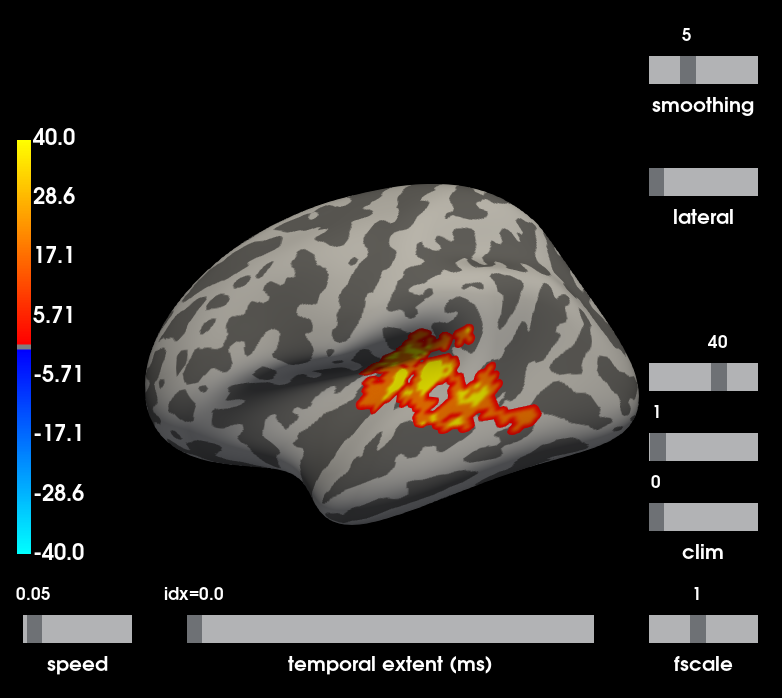 5
smoothing
lateral
40.0
28.6
17.1
5.71
-5.71
-17.1
-28.6
-40.0
40
1
0
clim
0.05
speed
idx=0.0
temporal extent (ms)
1
fscale